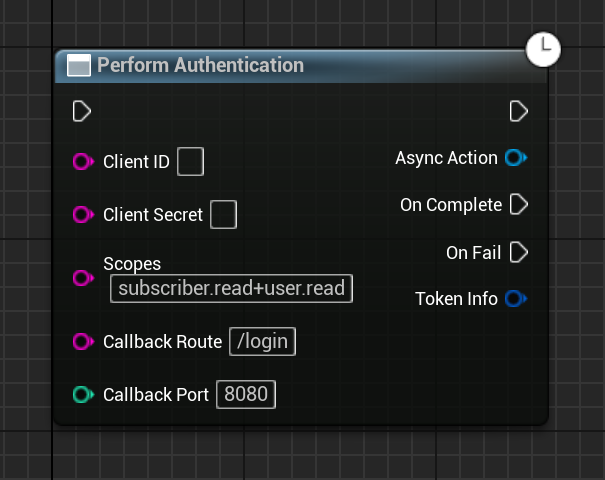 Perform Authentication
Client ID
Async Action
Client Secret
On Complete
Scopes
On Fail
subscriber.read+user.read
Token Info
Callback Route /login
Callback Port 8080